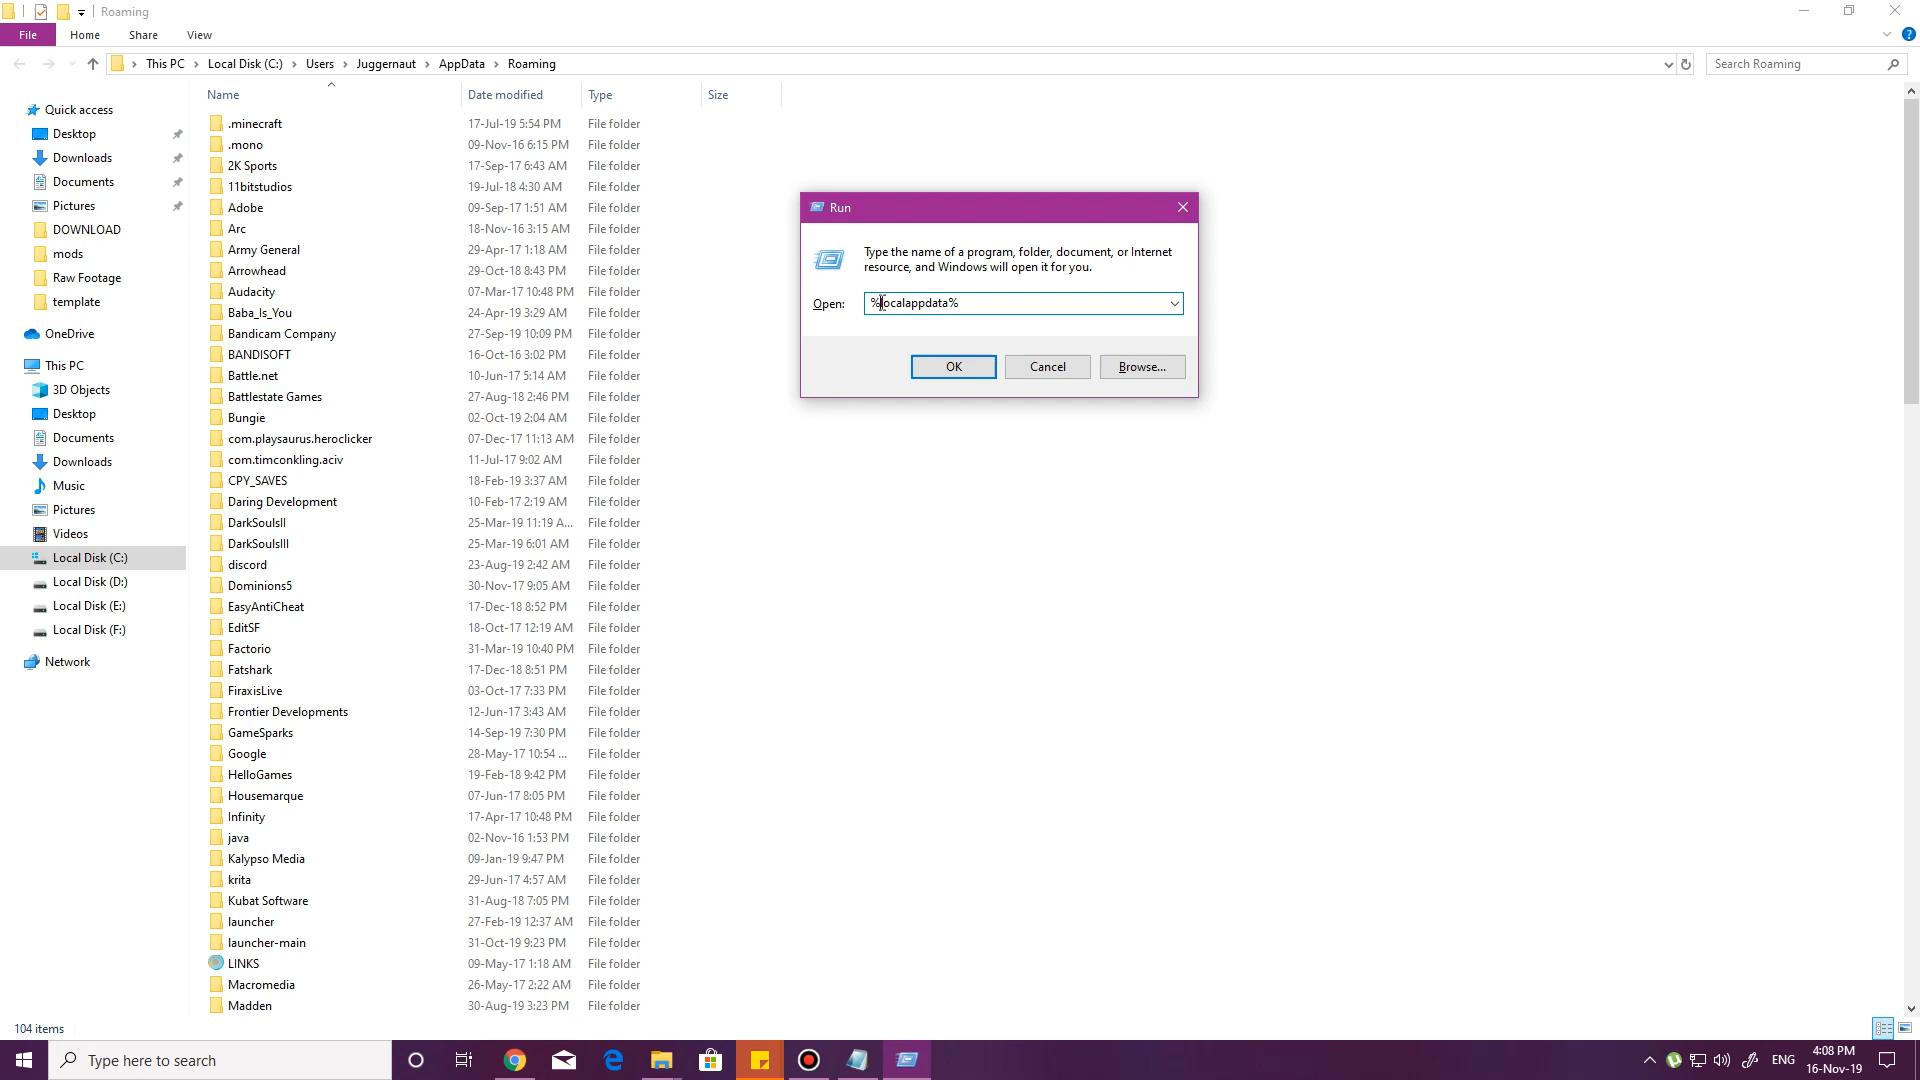 Roaming
File Home Share View
This PC Local Disk (C:) Users Juggernaut AppData Roaming
Search Roaming
Name Date modified Type Size
Quick access
Desktop
Downloads
Documents
Pictures
DOWNLOAD
mods
Raw Footage
template
OneDrive
This PC
3D Objects
Desktop
Documents
Downloads
Music
Pictures
Videos
Local Disk (C:)
Local Disk (D:)
Local Disk (E:)
Local Disk (F:)
Network
.minecraft 17-Jul-19 5:54 PM File folder
.mono 09-Nov-16 6:15 PM File folder
2K Sports 17-Sep-17 6:43 AM File folder
11bitstudios 19-Jul-18 4:30 AM File folder
Adobe 09-Sep-17 1:51 AM File folder
Arc 18-Nov-16 3:15 AM File folder
Army General 29-Apr-17 1:18 AM File folder
Arrowhead 29-Oct-18 8:43 PM File folder
Audacity 07-Mar-17 10:48 PM File folder
Baba_Is_You 24-Apr-19 3:29 AM File folder
Bandicam Company 27-Sep-19 10:09 PM File folder
BANDISOFT 16-Oct-16 3:02 PM File folder
Battle.net 10-Jun-17 5:14 AM File folder
Battlestate Games 27-Aug-18 2:46 PM File folder
Bungie 02-Oct-19 2:04 AM File folder
com.playsaurus.heroclicker 07-Dec-17 11:13 AM File folder
com.timconkling.aciv 11-Jul-17 9:02 AM File folder
CPY_SAVES 18-Feb-19 3:37 AM File folder
Daring Development 10-Feb-17 2:19 AM File folder
DarkSoulsII 25-Mar-19 11:19 A... File folder
DarkSoulsIII 25-Mar-19 6:01 AM File folder
discord 23-Aug-19 2:42 AM File folder
Dominions5 30-Nov-17 9:05 AM File folder
EasyAntiCheat 17-Dec-18 8:52 PM File folder
EditSF 18-Oct-17 12:19 AM File folder
Factorio 31-Mar-19 10:40 PM File folder
Fatshark 17-Dec-18 8:51 PM File folder
FiraxisLive 03-Oct-17 7:33 PM File folder
Frontier Developments 12-Jun-17 3:43 AM File folder
GameSparks 14-Sep-19 7:30 PM File folder
Google 28-May-17 10:54 ... File folder
HelloGames 19-Feb-18 9:42 PM File folder
Housemarque 07-Jun-17 8:05 PM File folder
Infinity 17-Apr-17 10:48 PM File folder
java 02-Nov-16 1:53 PM File folder
Kalypso Media 09-Jan-19 9:47 PM File folder
krita 29-Jun-17 4:57 AM File folder
Kubat Software 31-Aug-18 7:05 PM File folder
launcher 27-Feb-19 12:37 AM File folder
launcher-main 31-Oct-19 9:23 PM File folder
LINKS 09-May-17 1:18 AM File folder
Macromedia 26-May-17 2:22 AM File folder
Madden 30-Aug-19 3:23 PM File folder
Run
Type the name of a program, folder, document, or Internet
resource, and Windows will open it for you.
Open: %localappdata%
OK Cancel Browse...
104 items
Type here to search
ENG
4:08 PM
16-Nov-19